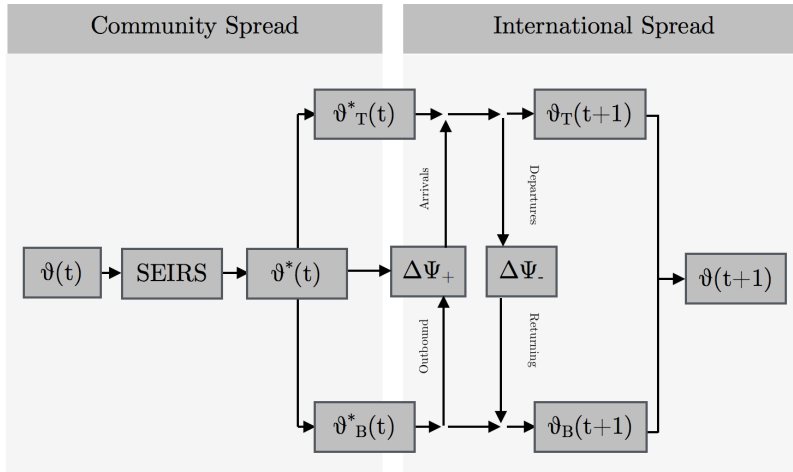 Community Spread
International Spread
ϑ*T(t)
ϑT(t+1)
Arrivals
Departures
ϑ(t)
SEIRS
ϑ*(t)
ΔΨ+
ΔΨ-
ϑ(t+1)
Outbound
Returning
ϑ*B(t)
ϑB(t+1)